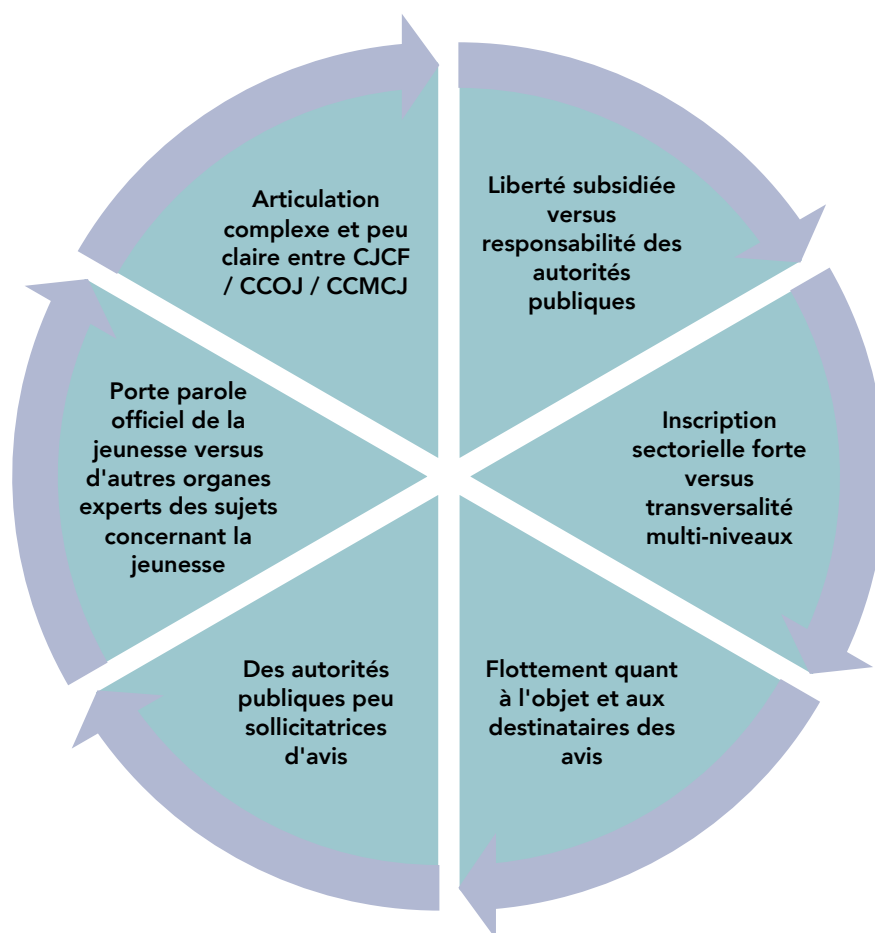 Articulation
complexe et peu
claire entre CJCF
/ CCOJ / CCMCJ
Liberté subsidiée
versus
responsabilité des
autorités
publiques
Inscription
sectorielle forte
versus
transversalité
multi-niveaux
Flottement quant
à l'objet et aux
destinataires des
avis
Des autorités
publiques peu
sollicitatrices
d'avis
Porte parole
officiel de la
jeunesse versus
d'autres organes
experts des sujets
concernant la
jeunesse